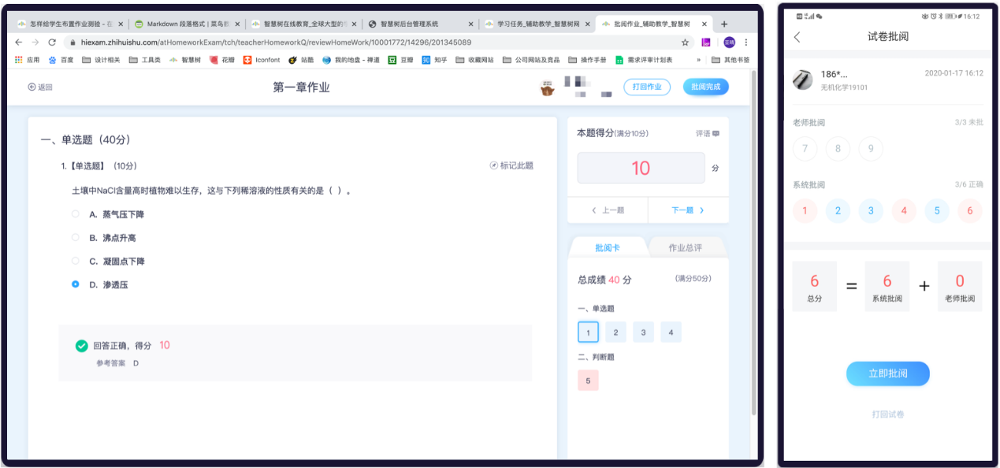 怎样给学生布置作业测验 - 在 × Markdown 段落格式 | 菜鸟教 × 智慧树在线教育_全球大型的学 × 智慧树后台管理系统 × 学习任务_辅助教学_智慧树网 × 批阅作业_辅助教学_智慧树 × +
hiexam.zhihuishu.com/atHomeworkExam/tch/teacherHomeworkQ/reviewHomeWork/10001772/14296/201345089
应用 百度 设计相关 工具类 智慧树 花瓣 Iconfont 站酷 我的地盘 - 禅道 豆瓣 知乎 收藏网站 公司网站及竞品 操作手册 需求评审计划表 » 其他书签
返回 第一章作业 打回作业 批阅完成
一、单选题（40分）
1.【单选题】（10分） 标记此题
土壤中NaCl含量高时植物难以生存，这与下列稀溶液的性质有关的是（ ）。
A. 蒸气压下降
B. 沸点升高
C. 凝固点下降
D. 渗透压
回答正确，得分 10
参考答案 D
本题得分(满分10分) 评语
10 分
上一题 下一题
批阅卡 作业总评
总成绩 40 分 （满分50分）
一、单选题
1 2 3 4
二、判断题
5
16:12
试卷批阅
186*... 2020-01-17 16:12
无机化学19101
老师批阅 3/3 未批
7 8 9
系统批阅 3/6 正确
1 2 3 4 5 6
6 = 6 + 0
总分 系统批阅 老师批阅
立即批阅
打回试卷